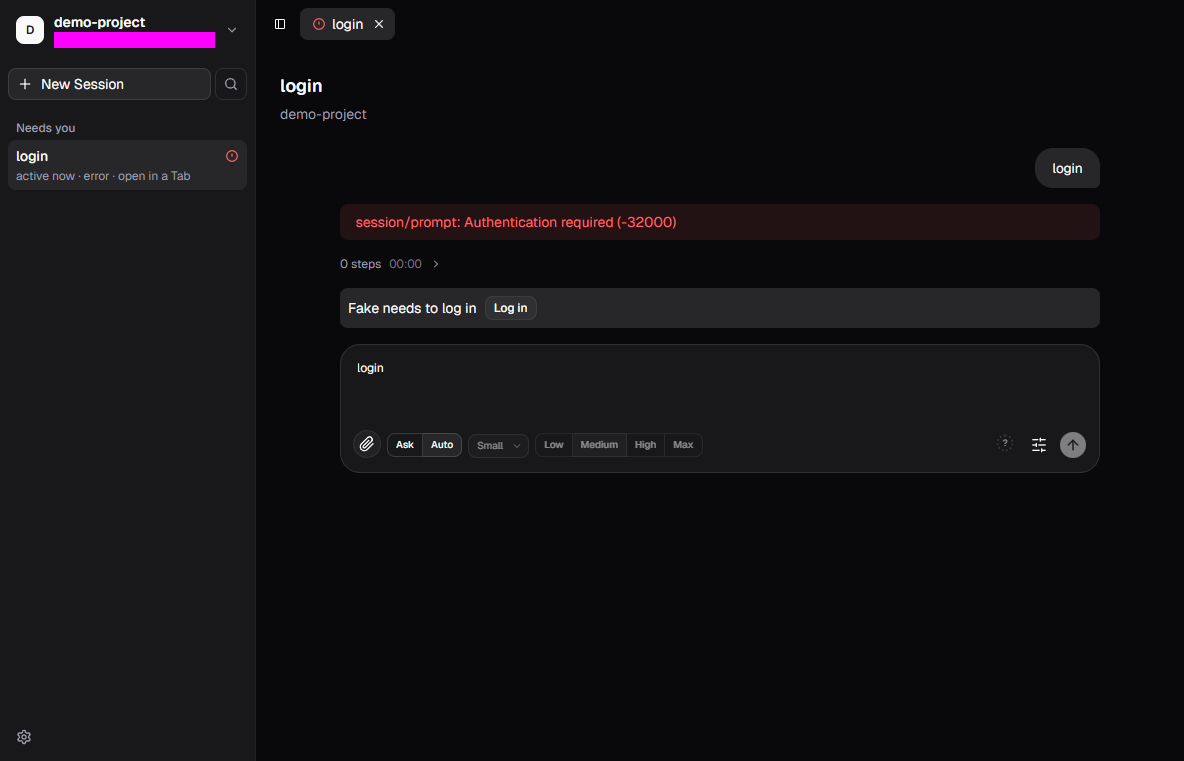 D
demo-project
New Session
Needs you
login
active now · error · open in a Tab
login
login
demo-project
login
session/prompt: Authentication required (-32000)
0 steps 00:00
Fake needs to log in Log in
login
Ask Auto Small Low Medium High Max ?